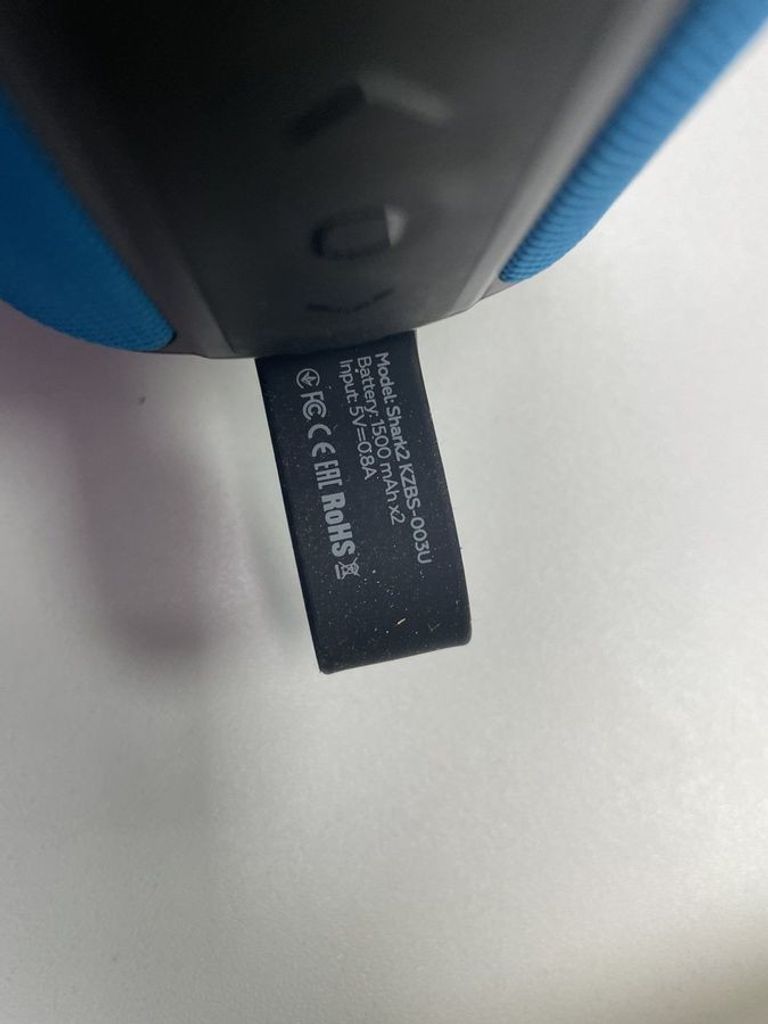 Model: Shark2 KZBS-003U
Battery: 1500 mAh x2
Input: 5V=0.8A
FC CE EAC RoHS